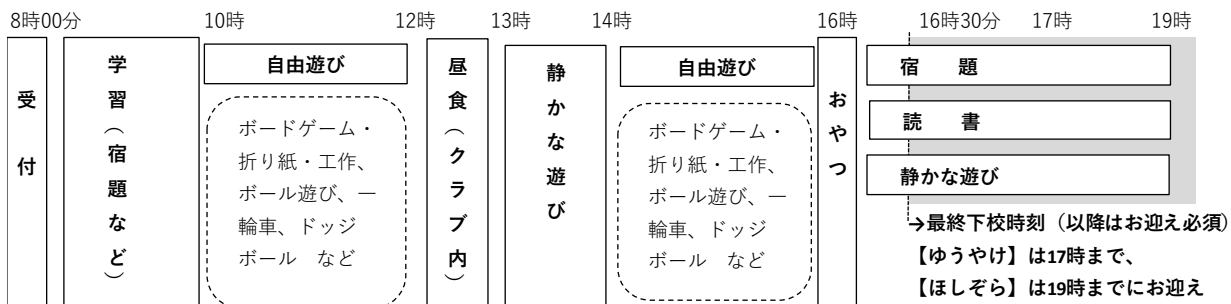 8時00分 10時 12時 13時 14時 16時 16時30分 17時 19時
受付
学習（宿題など）
自由遊び
ボードゲーム・
折り紙・工作、
ボール遊び、一
輪車、ドッジ
ボール など
昼食（クラブ内）
静かな遊び
自由遊び
ボードゲーム・
折り紙・工作、
ボール遊び、一
輪車、ドッジ
ボール など
おやつ
宿 題
読 書
静かな遊び
→最終下校時刻（以降はお迎え必須）
【ゆうやけ】は17時まで、
【ほしぞら】は19時までにお迎え